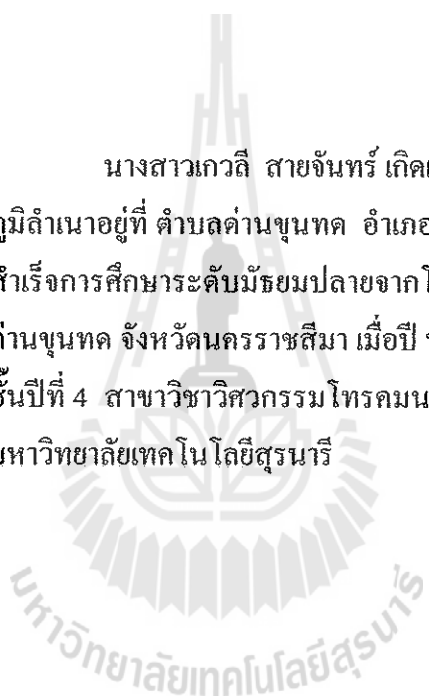 นางสาวเกวลี สายจันทร์ เกิด
ภูมิลำเนาอยู่ที่ ตำบลด่านขุนทด อำเภอ
สำเร็จการศึกษาระดับมัธยมปลายจาก
ด่านขุนทด จังหวัดนครราชสีมา เมื่อปี
ชั้นปีที่ 4 สาขาวิชาวิศวกรรมโทรคมน
มหาวิทยาลัยเทคโนโลยีสุรนารี
มหาวิทยาลัยเทคโนโลยีสุรนารี